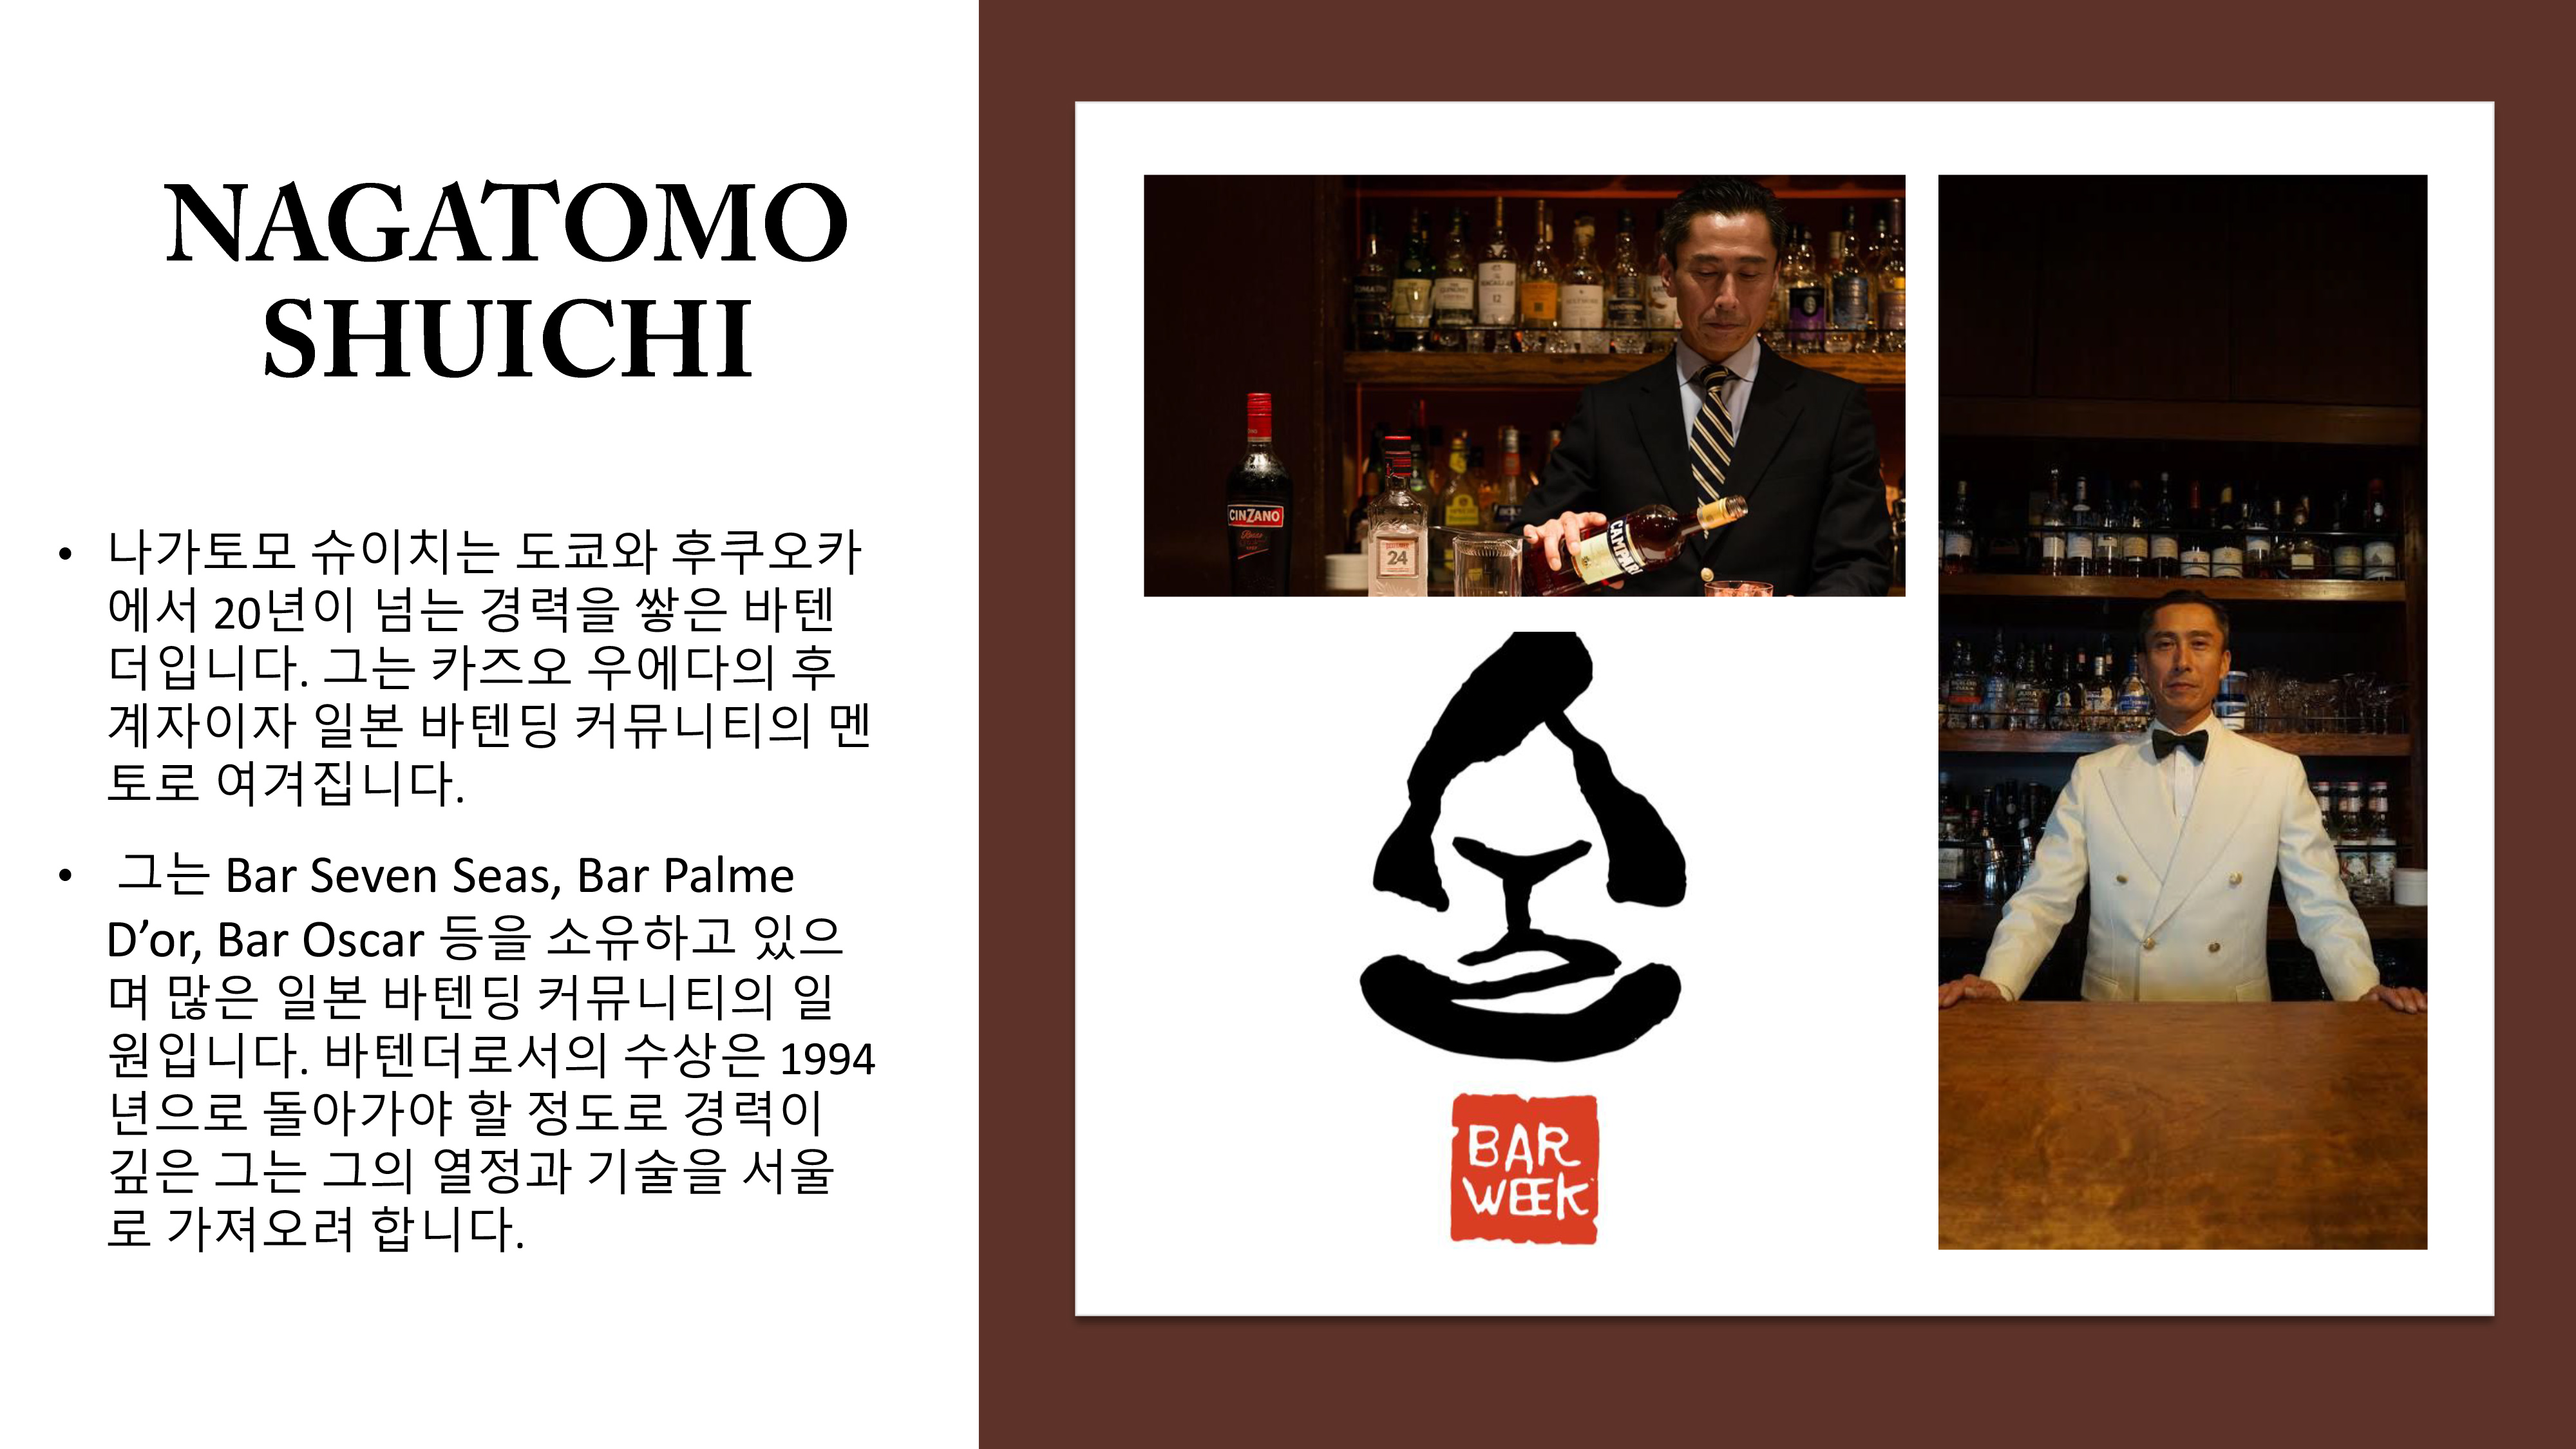 NAGATOMO
SHUICHI
• 나가토모 슈이치는 도쿄와 후쿠오카
에서 20년이 넘는 경력을 쌓은 바텐
더입니다. 그는 카즈오 우에다의 후
계자이자 일본 바텐딩 커뮤니티의 멘
토로 여겨집니다.
• 그는 Bar Seven Seas, Bar Palme
D’or, Bar Oscar 등을 소유하고 있으
며 많은 일본 바텐딩 커뮤니티의 일
원입니다. 바텐더로서의 수상은 1994
년으로 돌아가야 할 정도로 경력이
깊은 그는 그의 열정과 기술을 서울
로 가져오려 합니다.
CINZANO
24
CAMPARI
BAR
WEEK